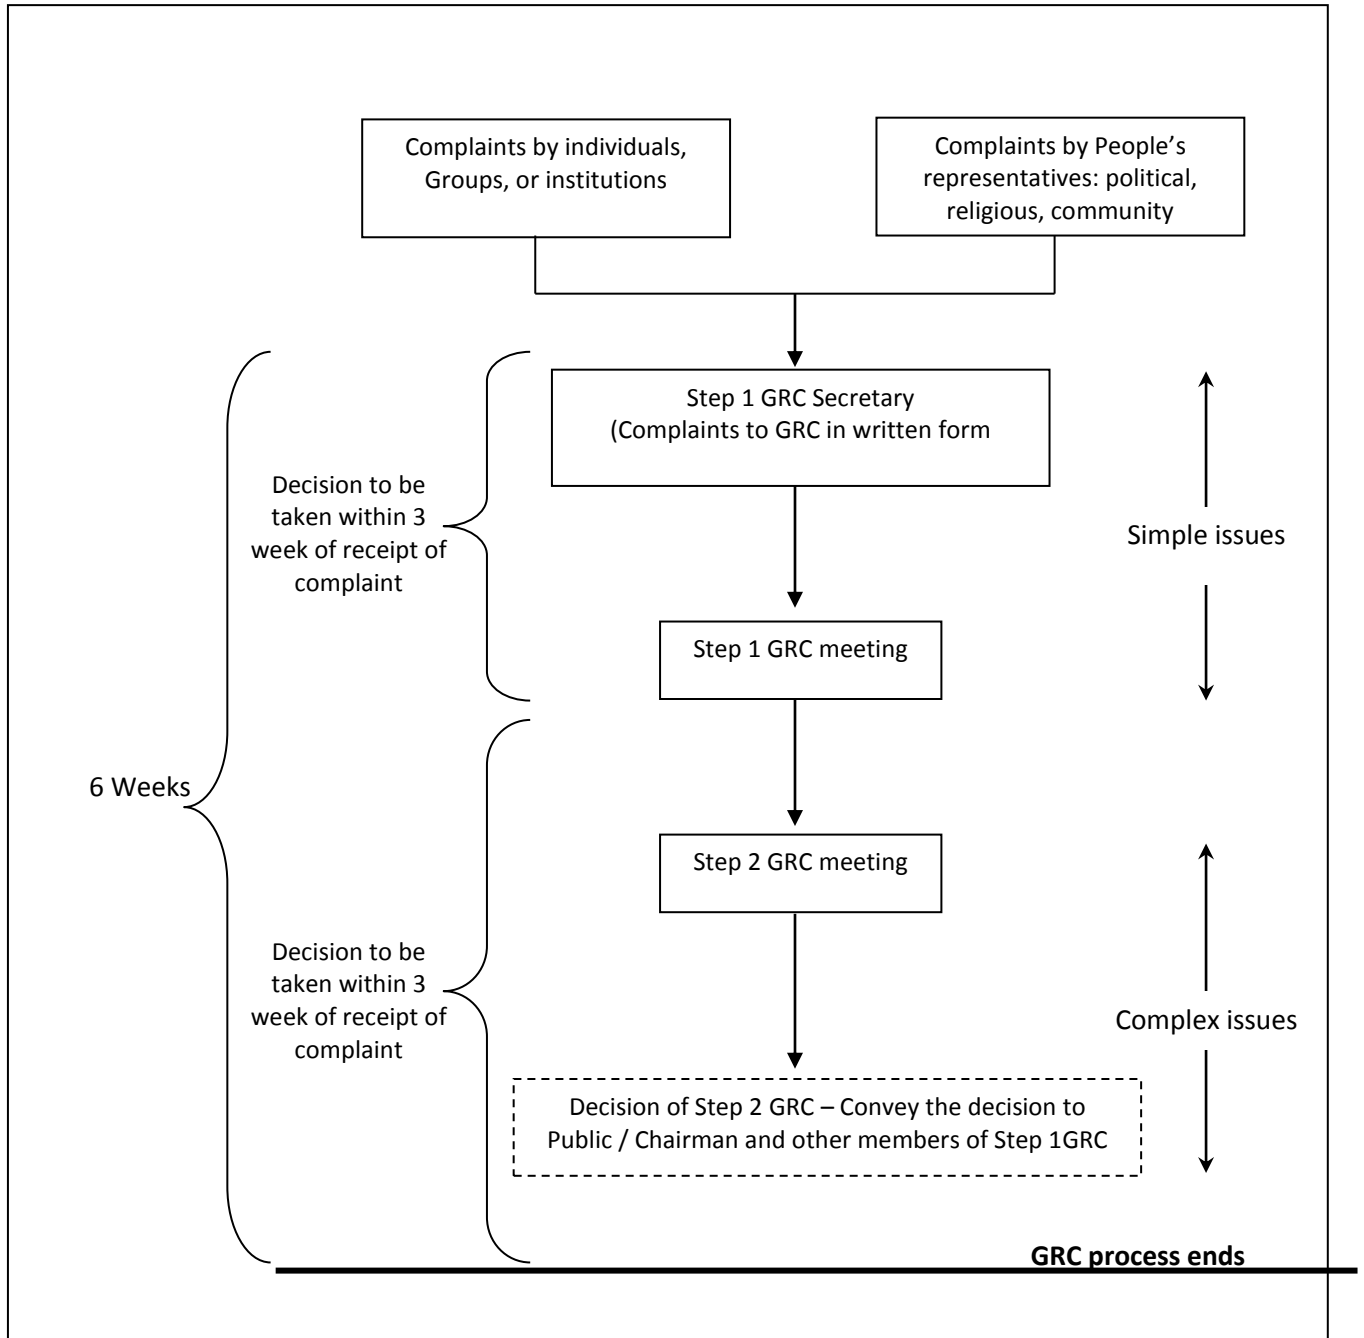 Complaints by individuals,
Groups, or institutions
Complaints by People’s
representatives: political,
religious, community
Step 1 GRC Secretary
(Complaints to GRC in written form
Decision to be
taken within 3
week of receipt of
complaint
Simple issues
Step 1 GRC meeting
6 Weeks
Step 2 GRC meeting
Decision to be
taken within 3
week of receipt of
complaint
Complex issues
Decision of Step 2 GRC – Convey the decision to
Public / Chairman and other members of Step 1GRC
GRC process ends